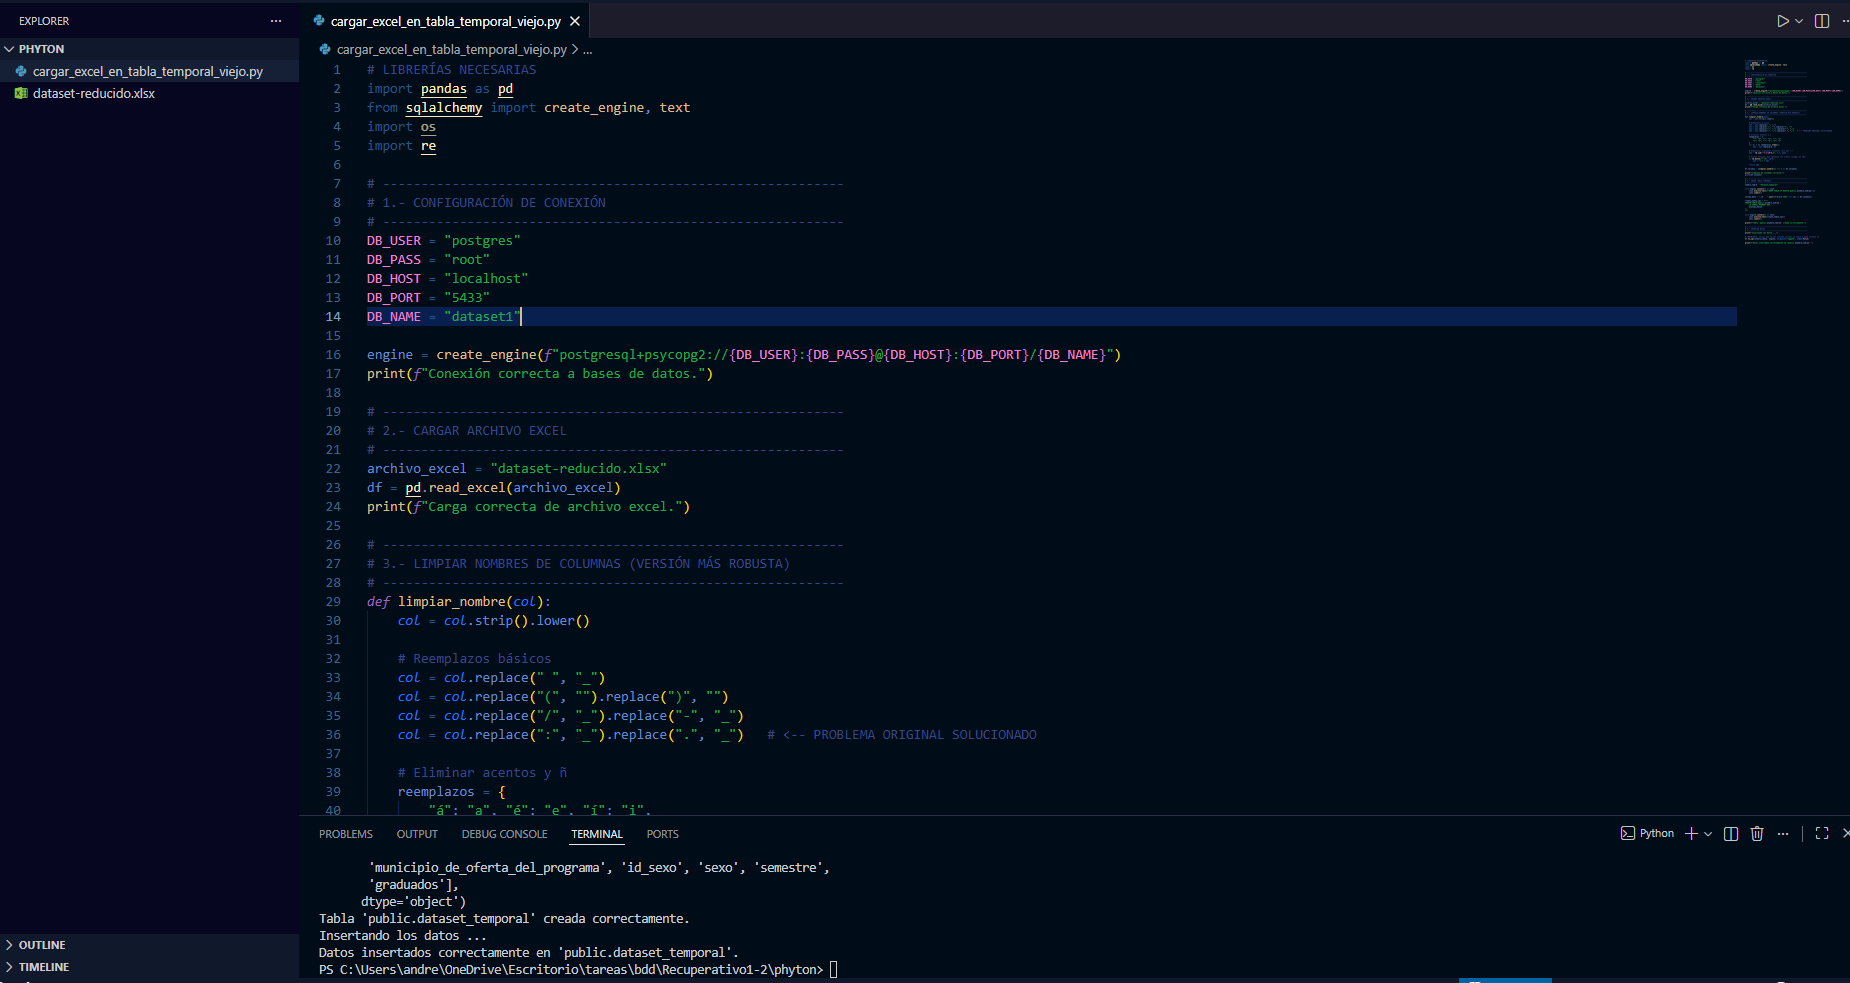 EXPLORER
PHYTON
cargar_excel_en_tabla_temporal_viejo.py
dataset-reducido.xlsx
OUTLINE
TIMELINE
cargar_excel_en_tabla_temporal_viejo.py
cargar_excel_en_tabla_temporal_viejo.py > ...
1 # LIBRERÍAS NECESARIAS
2 import pandas as pd
3 from sqlalchemy import create_engine, text
4 import os
5 import re
6
7 # ------------------------------------------------------------
8 # 1.- CONFIGURACIÓN DE CONEXIÓN
9 # ------------------------------------------------------------
10 DB_USER = "postgres"
11 DB_PASS = "root"
12 DB_HOST = "localhost"
13 DB_PORT = "5433"
14 DB_NAME = "dataset1"
15
16 engine = create_engine(f"postgresql+psycopg2://{DB_USER}:{DB_PASS}@{DB_HOST}:{DB_PORT}/{DB_NAME}")
17 print(f"Conexión correcta a bases de datos.")
18
19 # ------------------------------------------------------------
20 # 2.- CARGAR ARCHIVO EXCEL
21 # ------------------------------------------------------------
22 archivo_excel = "dataset-reducido.xlsx"
23 df = pd.read_excel(archivo_excel)
24 print(f"Carga correcta de archivo excel.")
25
26 # ------------------------------------------------------------
27 # 3.- LIMPIAR NOMBRES DE COLUMNAS (VERSIÓN MÁS ROBUSTA)
28 # ------------------------------------------------------------
29 def limpiar_nombre(col):
30 col = col.strip().lower()
31
32 # Reemplazos básicos
33 col = col.replace(" ", "_")
34 col = col.replace("(", "").replace(")", "")
35 col = col.replace("/", "_").replace("-", "_")
36 col = col.replace(":", "_").replace(".", "_") # <-- PROBLEMA ORIGINAL SOLUCIONADO
37
38 # Eliminar acentos y ñ
39 reemplazos = {
40 "á": "a", "é": "e", "í": "i",
PROBLEMS OUTPUT DEBUG CONSOLE TERMINAL PORTS
Python
'municipio_de_oferta_del_programa', 'id_sexo', 'sexo', 'semestre',
'graduados'],
dtype='object')
Tabla 'public.dataset_temporal' creada correctamente.
Insertando los datos ...
Datos insertados correctamente en 'public.dataset_temporal'.
PS C:\Users\andre\OneDrive\Escritorio\tareas\bdd\Recuperativo1-2\phyton>